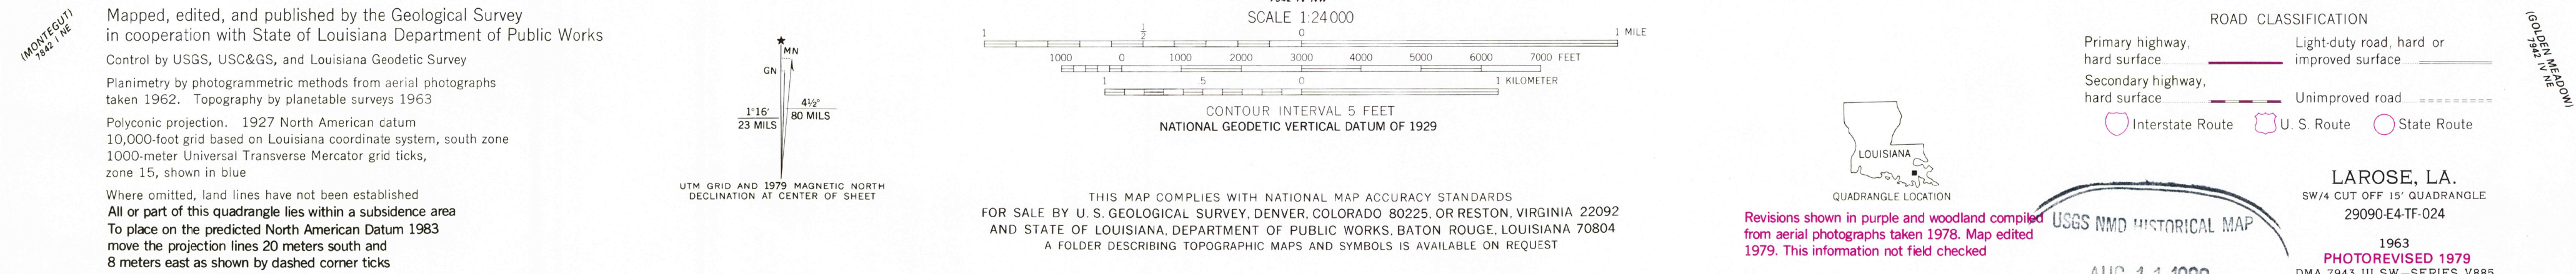 (MONTEGUT)
7842 I NE
Mapped, edited, and published by the Geological Survey
in cooperation with State of Louisiana Department of Public Works
Control by USGS, USC&GS, and Louisiana Geodetic Survey
Planimetry by photogrammetric methods from aerial photographs
taken 1962. Topography by planetable surveys 1963
Polyconic projection. 1927 North American datum
10,000-foot grid based on Louisiana coordinate system, south zone
1000-meter Universal Transverse Mercator grid ticks,
zone 15, shown in blue
Where omitted, land lines have not been established
All or part of this quadrangle lies within a subsidence area
To place on the predicted North American Datum 1983
move the projection lines 20 meters south and
8 meters east as shown by dashed corner ticks
MN
GN
1°16′
23 MILS
4½°
80 MILS
UTM GRID AND 1979 MAGNETIC NORTH
DECLINATION AT CENTER OF SHEET
SCALE 1:24 000
1 ½ 0 1 MILE
1000 0 1000 2000 3000 4000 5000 6000 7000 FEET
1 .5 0 1 KILOMETER
CONTOUR INTERVAL 5 FEET
NATIONAL GEODETIC VERTICAL DATUM OF 1929
THIS MAP COMPLIES WITH NATIONAL MAP ACCURACY STANDARDS
FOR SALE BY U. S. GEOLOGICAL SURVEY, DENVER, COLORADO 80225, OR RESTON, VIRGINIA 22092
AND STATE OF LOUISIANA, DEPARTMENT OF PUBLIC WORKS, BATON ROUGE, LOUISIANA 70804
A FOLDER DESCRIBING TOPOGRAPHIC MAPS AND SYMBOLS IS AVAILABLE ON REQUEST
LOUISIANA
QUADRANGLE LOCATION
Revisions shown in purple and woodland compiled
from aerial photographs taken 1978. Map edited
1979. This information not field checked
ROAD CLASSIFICATION
Primary highway,
hard surface
Light-duty road, hard or
improved surface
Secondary highway,
hard surface
Unimproved road
Interstate Route
U. S. Route
State Route
(GOLDEN MEADOW)
7942 IV NE
USGS NMD HISTORICAL MAP
LAROSE, LA.
SW/4 CUT OFF 15′ QUADRANGLE
29090-E4-TF-024
1963
PHOTOREVISED 1979
DMA 7943 III SW–SERIES V885